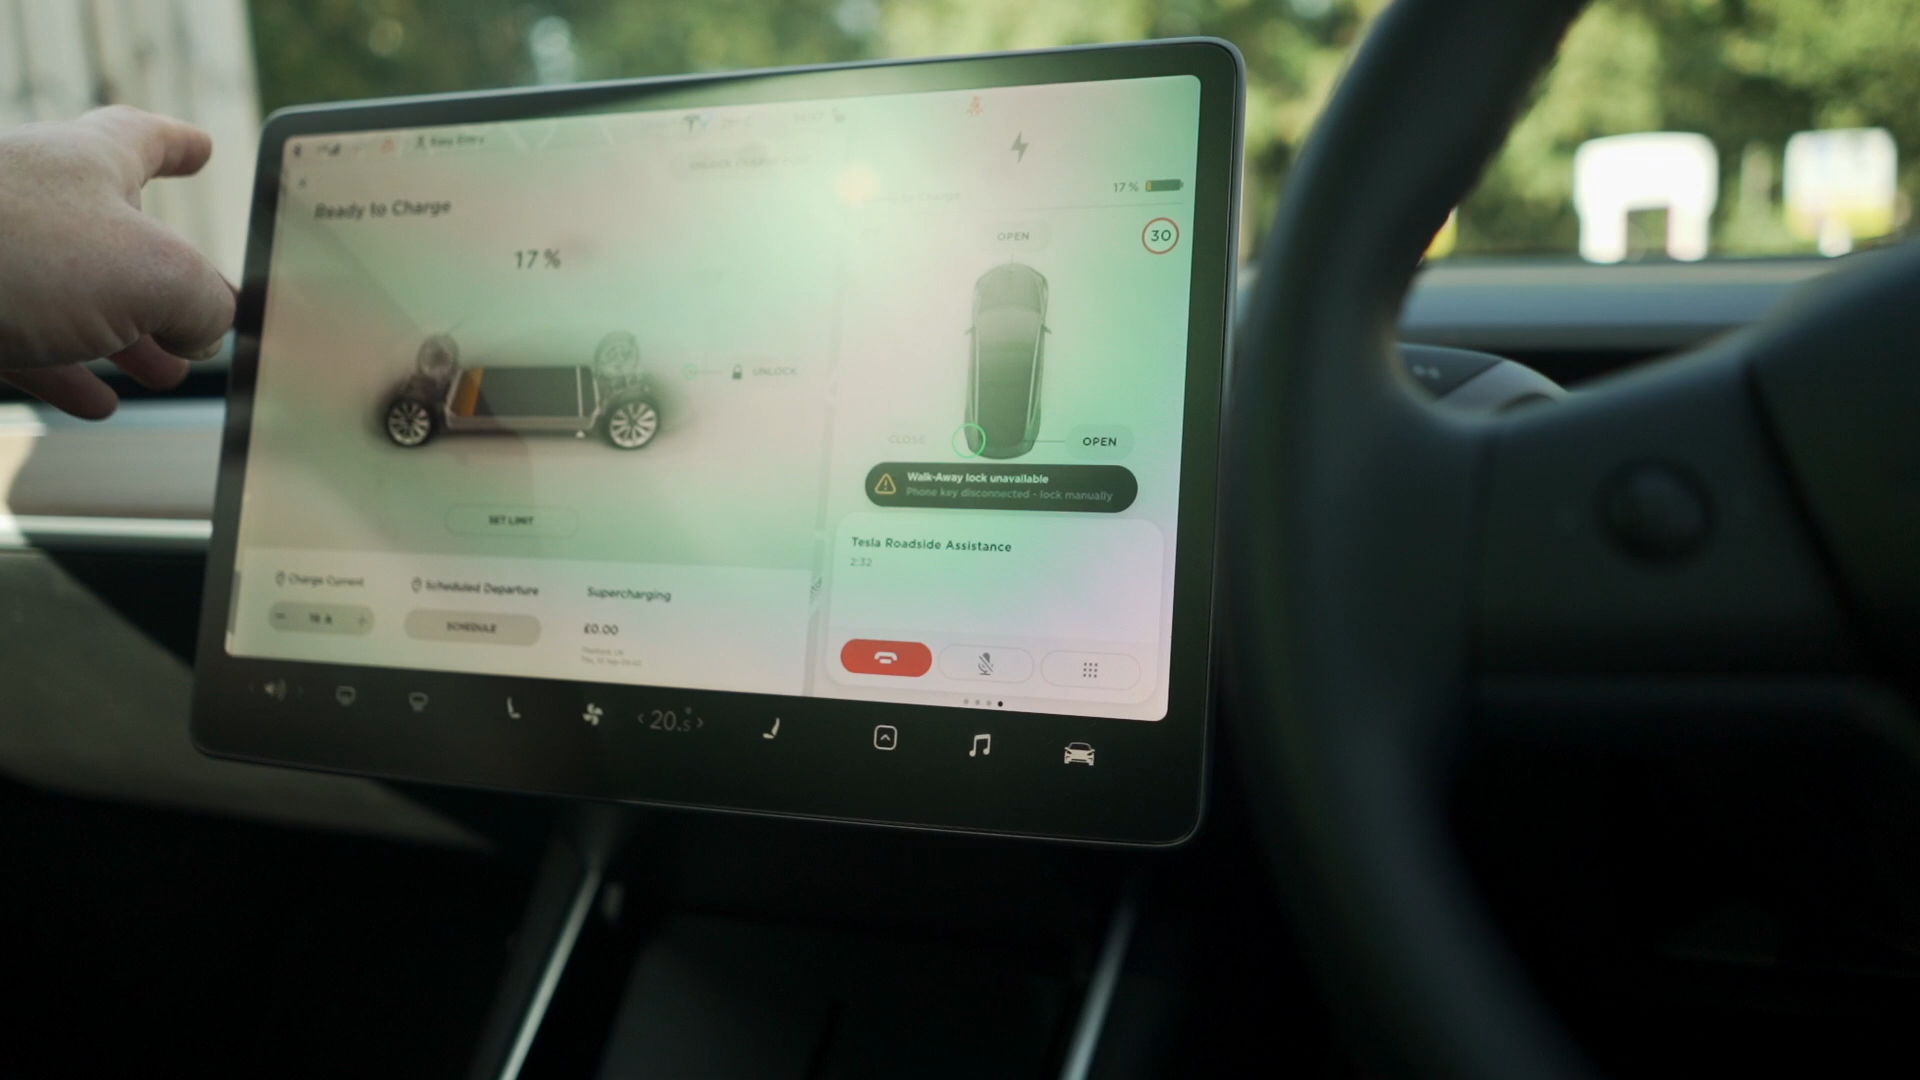 Ready to Charge
17 %
UNLOCK
SET LIMIT
Charge Current
Scheduled Departure
Supercharging
SCHEDULE
£0.00
17 %
30
OPEN
CLOSE
OPEN
Walk-Away lock unavailable
Phone key disconnected - lock manually
Tesla Roadside Assistance
2:32
20.5°